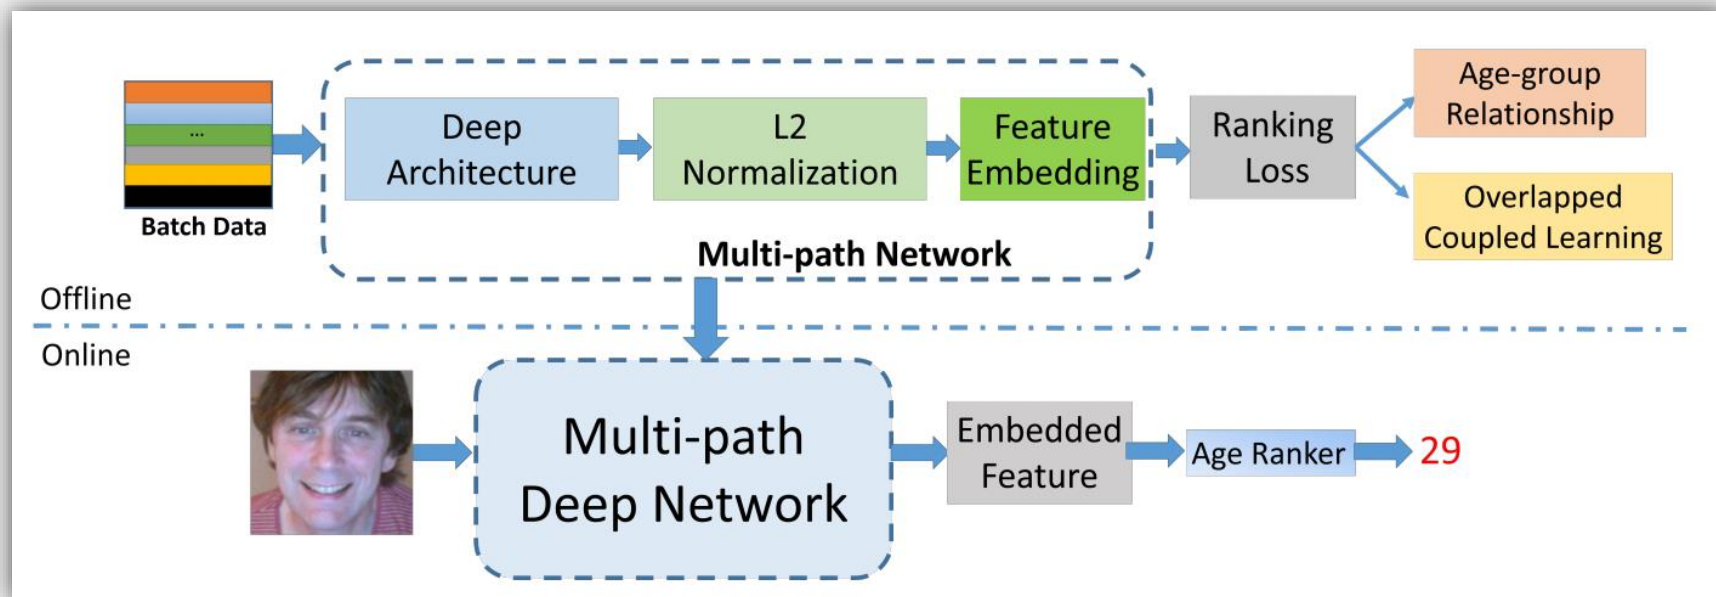 Batch Data
...
Deep
Architecture
L2
Normalization
Feature
Embedding
Multi-path Network
Ranking
Loss
Age-group
Relationship
Overlapped
Coupled Learning
Offline
Online
Multi-path
Deep Network
Embedded
Feature
Age Ranker
29